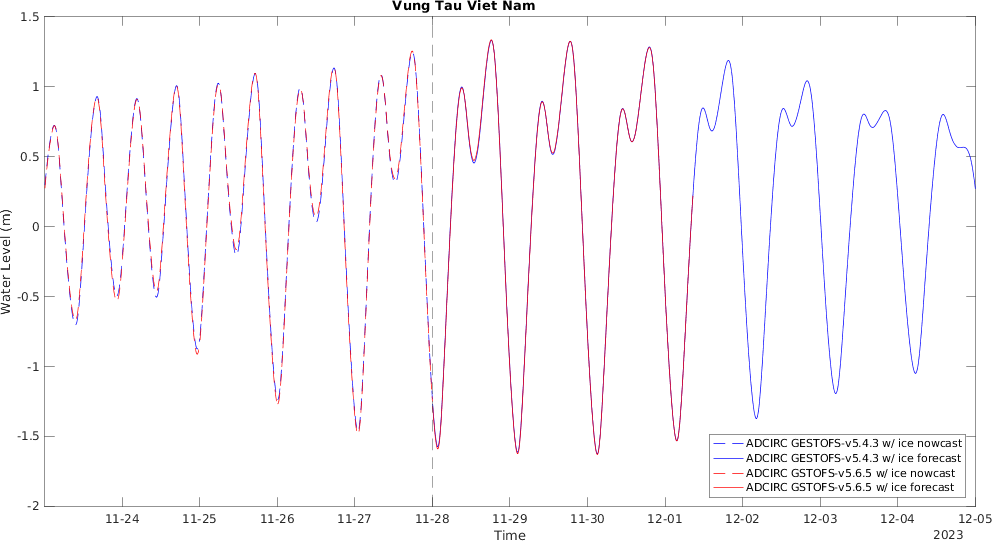 Vung Tau Viet Nam
Water Level (m)
1.5
1
0.5
0
-0.5
-1
-1.5
-2
ADCIRC GESTOFS-v5.4.3 w/ ice nowcast
ADCIRC GESTOFS-v5.4.3 w/ ice forecast
ADCIRC GSTOFS-v5.6.5 w/ ice nowcast
ADCIRC GSTOFS-v5.6.5 w/ ice forecast
11-24 11-25 11-26 11-27 11-28 11-29 11-30 12-01 12-02 12-03 12-04 12-05
Time
2023